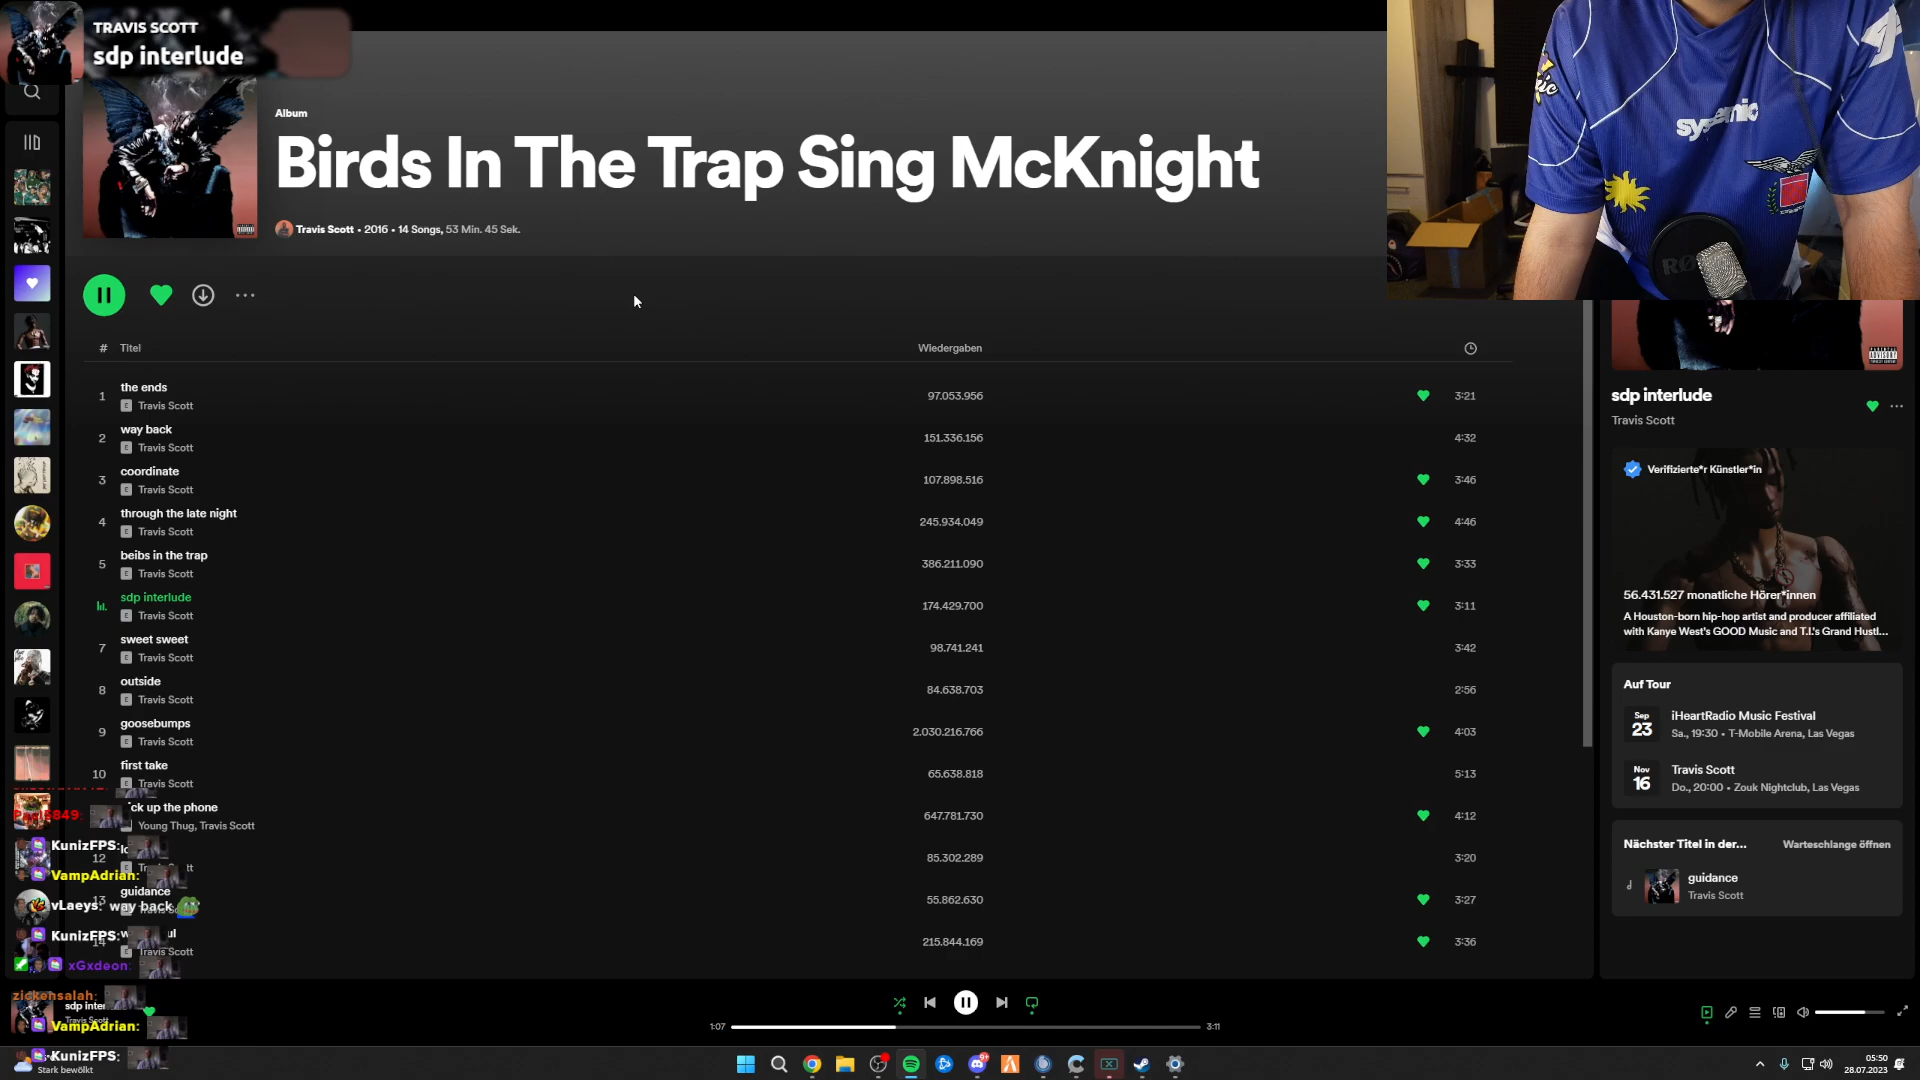 TRAVIS SCOTT
sdp interlude
Album
Birds In The Trap Sing McKnight
Travis Scott • 2016 • 14 Songs, 53 Min. 45 Sek.
# Titel Wiedergaben
1 the ends 97.053.956 3:21
E Travis Scott
2 way back 151.336.156 4:32
E Travis Scott
3 coordinate 107.898.516 3:46
E Travis Scott
4 through the late night 245.934.049 4:46
E Travis Scott
5 beibs in the trap 386.211.090 3:33
E Travis Scott
sdp interlude 174.429.700 3:11
E Travis Scott
7 sweet sweet 98.741.241 3:42
E Travis Scott
8 outside 84.638.703 2:56
E Travis Scott
9 goosebumps 2.030.216.766 4:03
E Travis Scott
10 first take 65.638.818 5:13
E Travis Scott
ck up the phone 647.781.730 4:12
Young Thug, Travis Scott
12 85.302.289 3:20
13 guidance 55.862.630 3:27
14 215.844.169 3:36
E Travis Scott
KunizFPS:
VampAdrian:
vLaeys: way back
KunizFPS:
xGxdeon:
zickensalah:
VampAdrian:
KunizFPS:
sdp inter
Travis Scott
Stark bewölkt
systemic
sdp interlude
Travis Scott
Verifizierte*r Künstler*in
56.431.527 monatliche Hörer*innen
A Houston-born hip-hop artist and producer affiliated
with Kanye West's GOOD Music and T.I.'s Grand Hustl...
Auf Tour
Sep
23
iHeartRadio Music Festival
Sa., 19:30 • T-Mobile Arena, Las Vegas
Nov
16
Travis Scott
Do., 20:00 • Zouk Nightclub, Las Vegas
Nächster Titel in der... Warteschlange öffnen
guidance
Travis Scott
1:07 3:11
05:50
28.07.2023